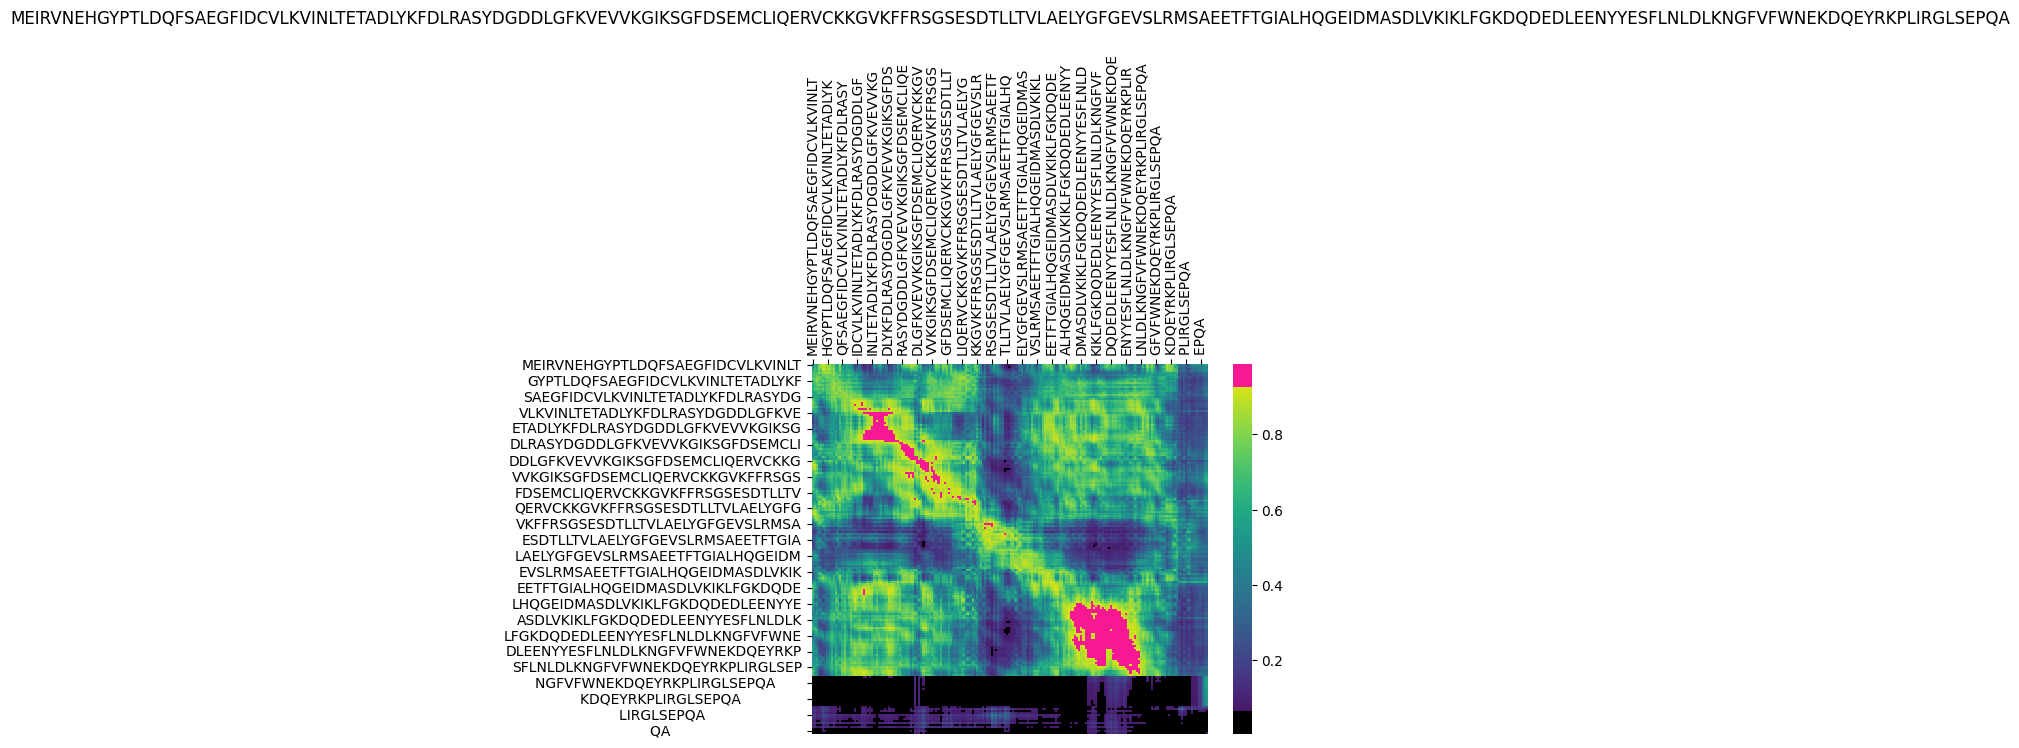 MEIRVNEHGYPTLDQFSAEGFIDCVLKVINLTETADLYKFDLRASYDGDDLGFKVEVVKGIKSGFDSEMCLIQERVCKKGVKFFRSGSESDTLLTVLAELYGFGEVSLRMSAEETFTGIALHQGEIDMASDLVKIKLFGKDQDEDLEENYYESFLNLDLKNGFVFWNEKDQEYRKPLIRGLSEPQA
MEIRVNEHGYPTLDQFSAEGFIDCVLKVINLT
HGYPTLDQFSAEGFIDCVLKVINLTETADLYK
QFSAEGFIDCVLKVINLTETADLYKFDLRASY
IDCVLKVINLTETADLYKFDLRASYDGDDLGF
INLTETADLYKFDLRASYDGDDLGFKVEVVKG
DLYKFDLRASYDGDDLGFKVEVVKGIKSGFDS
RASYDGDDLGFKVEVVKGIKSGFDSEMCLIQE
DLGFKVEVVKGIKSGFDSEMCLIQERVCKKGV
VVKGIKSGFDSEMCLIQERVCKKGVKFFRSGS
GFDSEMCLIQERVCKKGVKFFRSGSESDTLLT
LIQERVCKKGVKFFRSGSESDTLLTVLAELYG
KKGVKFFRSGSESDTLLTVLAELYGFGEVSLR
RSGSESDTLLTVLAELYGFGEVSLRMSAEETF
TLLTVLAELYGFGEVSLRMSAEETFTGIALHQ
ELYGFGEVSLRMSAEETFTGIALHQGEIDMAS
VSLRMSAEETFTGIALHQGEIDMASDLVKIKL
EETFTGIALHQGEIDMASDLVKIKLFGKDQDE
ALHQGEIDMASDLVKIKLFGKDQDEDLEENYY
DMASDLVKIKLFGKDQDEDLEENYYESFLNLD
KIKLFGKDQDEDLEENYYESFLNLDLKNGFVF
DQDEDLEENYYESFLNLDLKNGFVFWNEKDQE
ENYYESFLNLDLKNGFVFWNEKDQEYRKPLIR
LNLDLKNGFVFWNEKDQEYRKPLIRGLSEPQA
GFVFWNEKDQEYRKPLIRGLSEPQA
KDQEYRKPLIRGLSEPQA
PLIRGLSEPQA
EPQA
MEIRVNEHGYPTLDQFSAEGFIDCVLKVINLT
GYPTLDQFSAEGFIDCVLKVINLTETADLYKF
SAEGFIDCVLKVINLTETADLYKFDLRASYDG
VLKVINLTETADLYKFDLRASYDGDDLGFKVE
ETADLYKFDLRASYDGDDLGFKVEVVKGIKSG
DLRASYDGDDLGFKVEVVKGIKSGFDSEMCLI
DDLGFKVEVVKGIKSGFDSEMCLIQERVCKKG
VVKGIKSGFDSEMCLIQERVCKKGVKFFRSGS
FDSEMCLIQERVCKKGVKFFRSGSESDTLLTV
QERVCKKGVKFFRSGSESDTLLTVLAELYGFG
VKFFRSGSESDTLLTVLAELYGFGEVSLRMSA
ESDTLLTVLAELYGFGEVSLRMSAEETFTGIA
LAELYGFGEVSLRMSAEETFTGIALHQGEIDM
EVSLRMSAEETFTGIALHQGEIDMASDLVKIK
EETFTGIALHQGEIDMASDLVKIKLFGKDQDE
LHQGEIDMASDLVKIKLFGKDQDEDLEENYYE
ASDLVKIKLFGKDQDEDLEENYYESFLNLDLK
LFGKDQDEDLEENYYESFLNLDLKNGFVFWNE
DLEENYYESFLNLDLKNGFVFWNEKDQEYRKP
SFLNLDLKNGFVFWNEKDQEYRKPLIRGLSEP
NGFVFWNEKDQEYRKPLIRGLSEPQA
KDQEYRKPLIRGLSEPQA
LIRGLSEPQA
QA
0.8
0.6
0.4
0.2